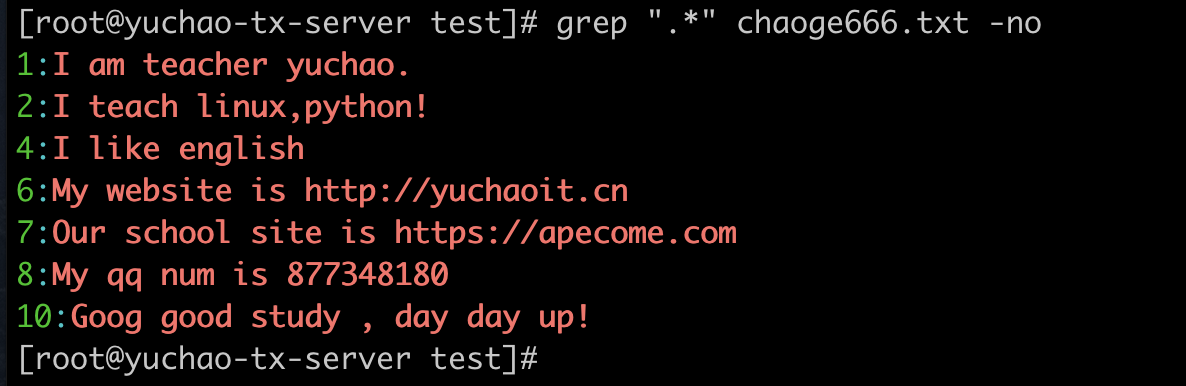 [root@yuchao-tx-server test]# grep ".*" chaoge666.txt -no
1:I am teacher yuchao.
2:I teach linux,python!
4:I like english
6:My website is http://yuchaoit.cn
7:Our school site is https://apecome.com
8:My qq num is 877348180
10:Goog good study , day day up!
[root@yuchao-tx-server test]#